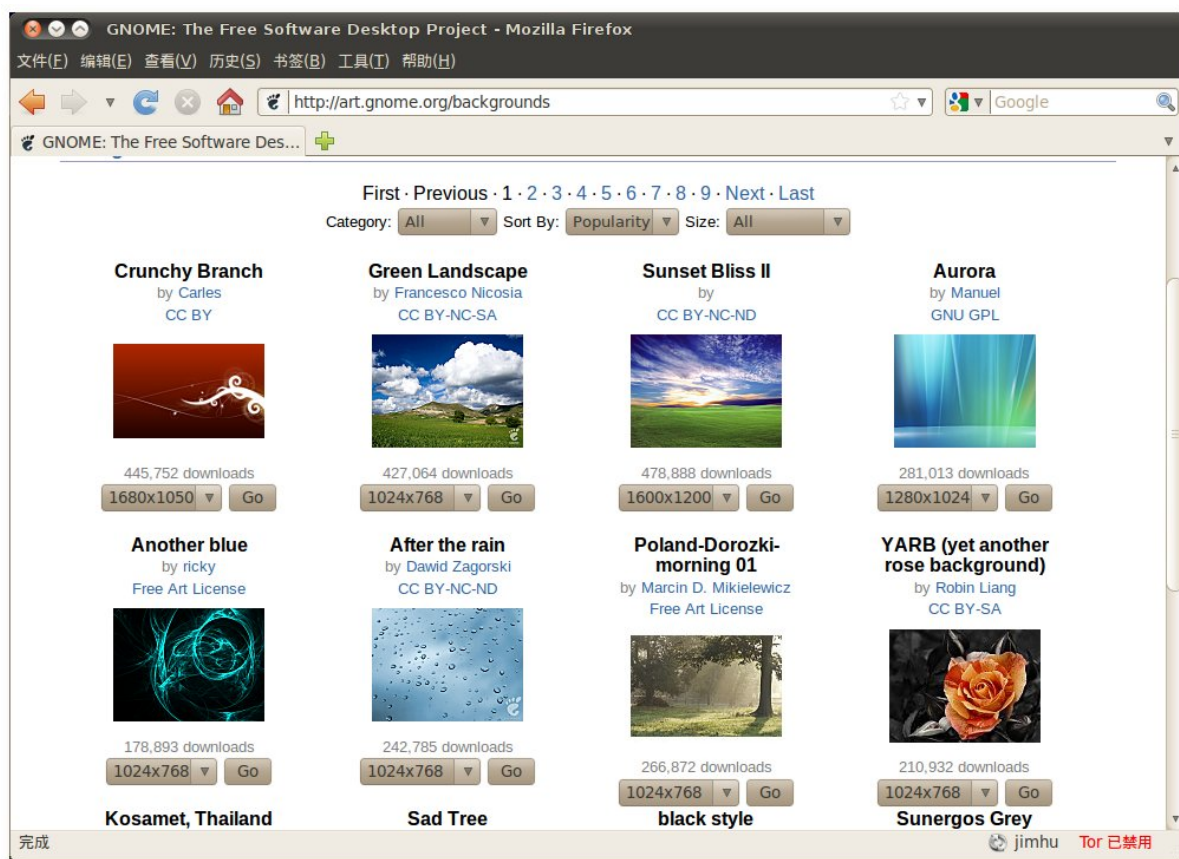 GNOME: The Free Software Desktop Project - Mozilla Firefox
文件(F) 编辑(E) 查看(V) 历史(S) 书签(B) 工具(T) 帮助(H)
http://art.gnome.org/backgrounds Google
GNOME: The Free Software Des...
First · Previous · 1 · 2 · 3 · 4 · 5 · 6 · 7 · 8 · 9 · Next · Last
Category: All Sort By: Popularity Size: All
Crunchy Branch Green Landscape Sunset Bliss II Aurora
by Carles by Francesco Nicosia by by Manuel
CC BY CC BY-NC-SA CC BY-NC-ND GNU GPL
445,752 downloads 427,064 downloads 478,888 downloads 281,013 downloads
1680x1050 Go 1024x768 Go 1600x1200 Go 1280x1024 Go
Another blue After the rain Poland-Dorozki- YARB (yet another
morning 01 rose background)
by ricky by Dawid Zagorski by Marcin D. Mikielewicz by Robin Liang
Free Art License CC BY-NC-ND Free Art License CC BY-SA
178,893 downloads 242,785 downloads 266,872 downloads 210,932 downloads
1024x768 Go 1024x768 Go 1024x768 Go 1024x768 Go
Kosamet, Thailand Sad Tree black style Sunergos Grey
完成 jimhu Tor 已禁用